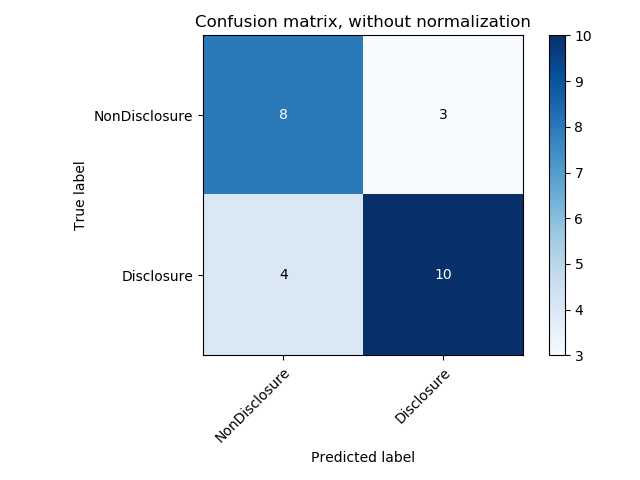 Confusion matrix, without normalization
True label
NonDisclosure
Disclosure
8
3
4
10
NonDisclosure
Disclosure
Predicted label
10
9
8
7
6
5
4
3